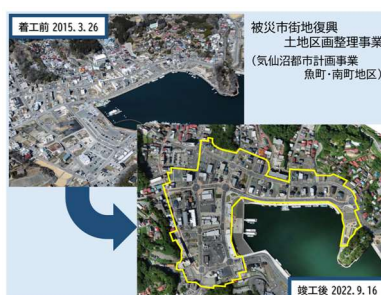 着工前 2015.3.26
被災市街地復興
土地区画整理事業
(気仙沼都市計画事業
魚町・南町地区)
竣工後 2022.9.16